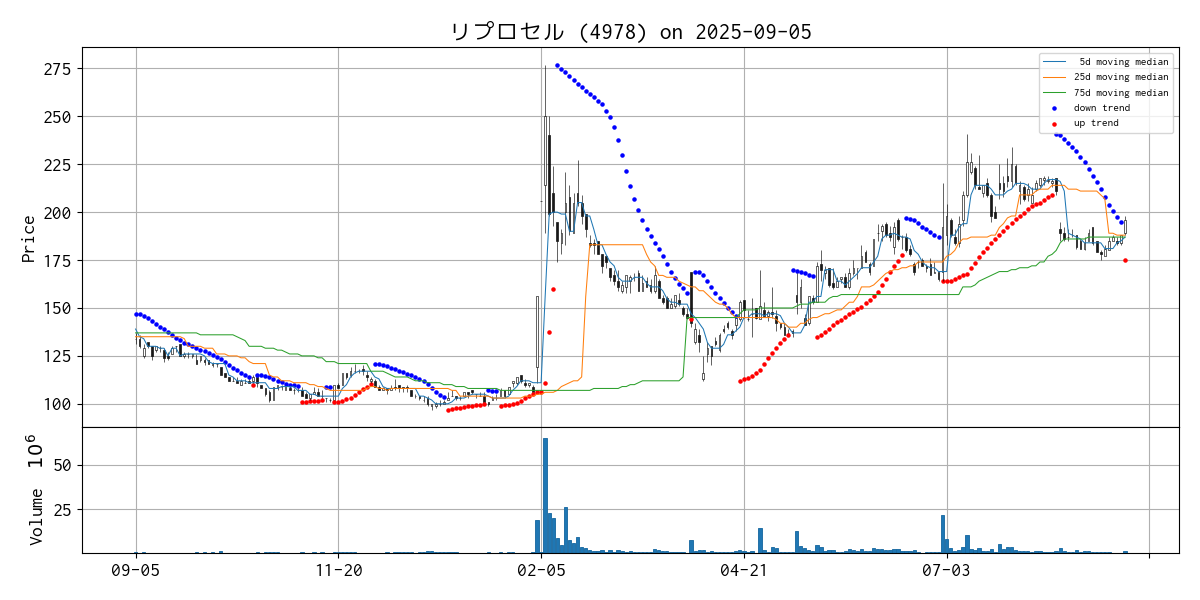 リプロセル (4978) on 2025-09-05
275
250
225
200
175
150
125
100
Price
5d moving median
25d moving median
75d moving median
down trend
up trend
50
25
Volume 10^6
09-05
11-20
02-05
04-21
07-03